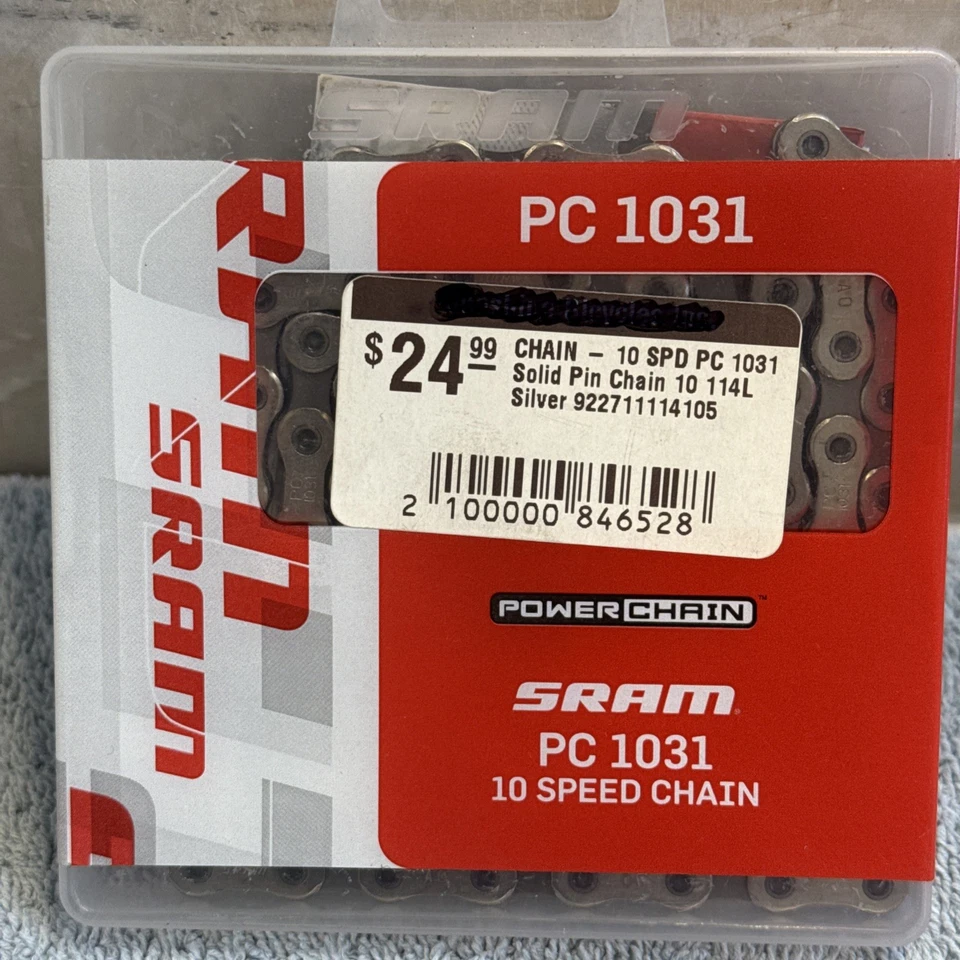 SRAM
PC 1031
$24.99
CHAIN - 10 SPD PC 1031
Solid Pin Chain 10 114L
Silver 922711114105
2 100000 846528
POWERCHAIN™
SRAM
PC 1031
10 SPEED CHAIN
SRAM